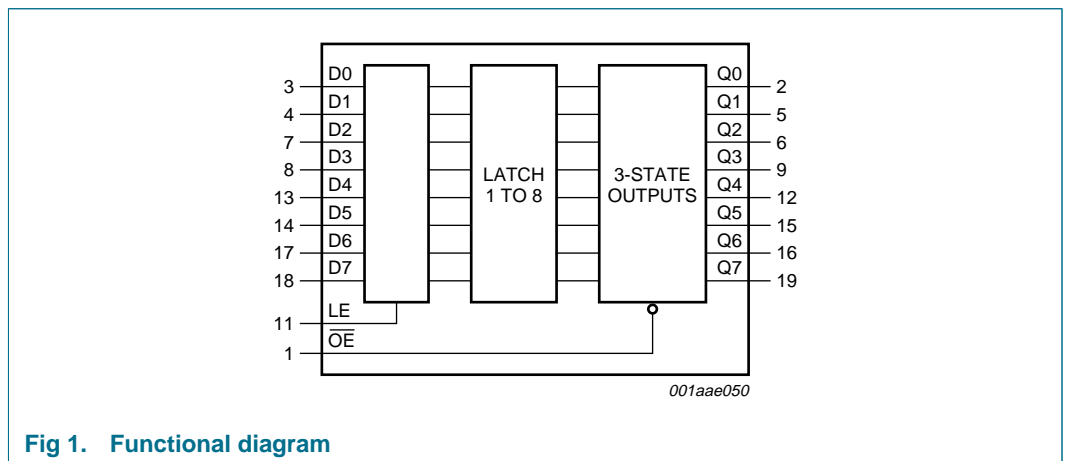 D0 Q0
3 2
D1 Q1
4 5
D2 Q2
7 6
D3 Q3
8 9
LATCH 3-STATE
D4 Q4
1 TO 8 OUTPUTS
13 12
D5 Q5
14 15
D6 Q6
17 16
D7 Q7
18 19
LE
11
OE
1
001aae050
Fig 1. Functional diagram